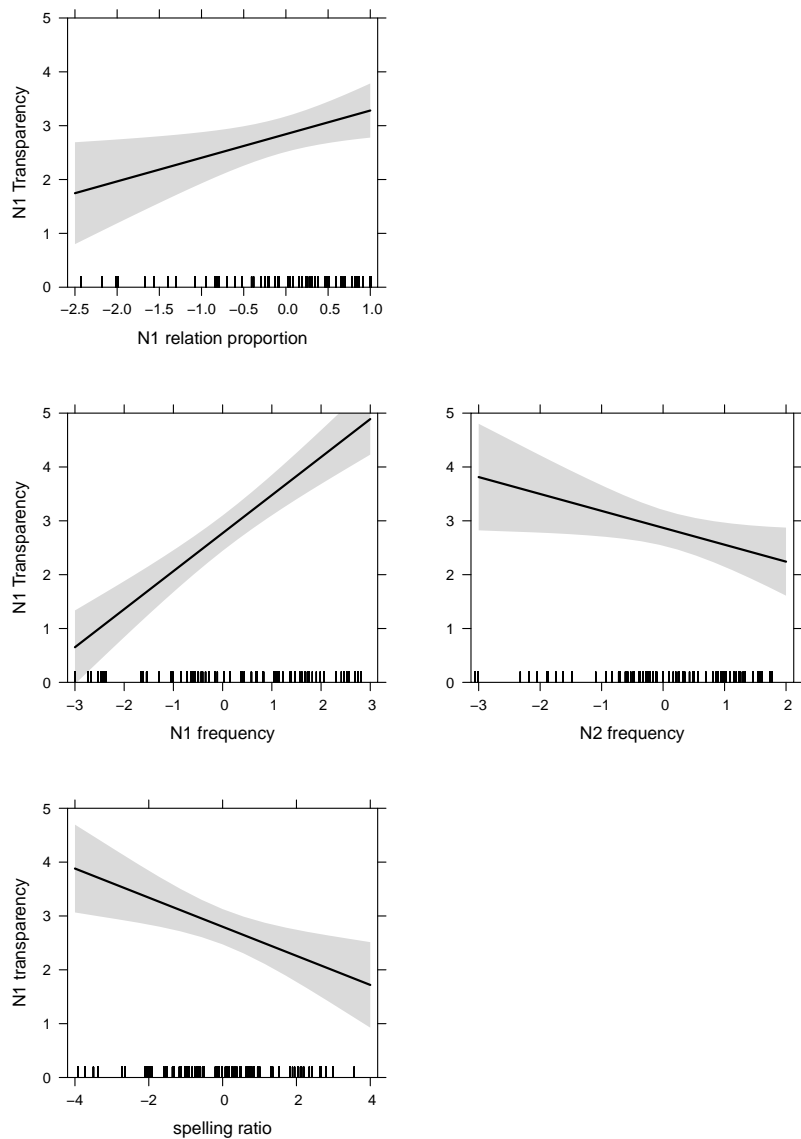 5
4
3
2
1
0
N1 Transparency
−2.5 −2.0 −1.5 −1.0 −0.5 0.0 0.5 1.0
N1 relation proportion
5
4
3
2
1
0
N1 Transparency
−3 −2 −1 0 1 2 3
N1 frequency
5
4
3
2
1
0
−3 −2 −1 0 1 2
N2 frequency
5
4
3
2
1
0
N1 transparency
−4 −2 0 2 4
spelling ratio